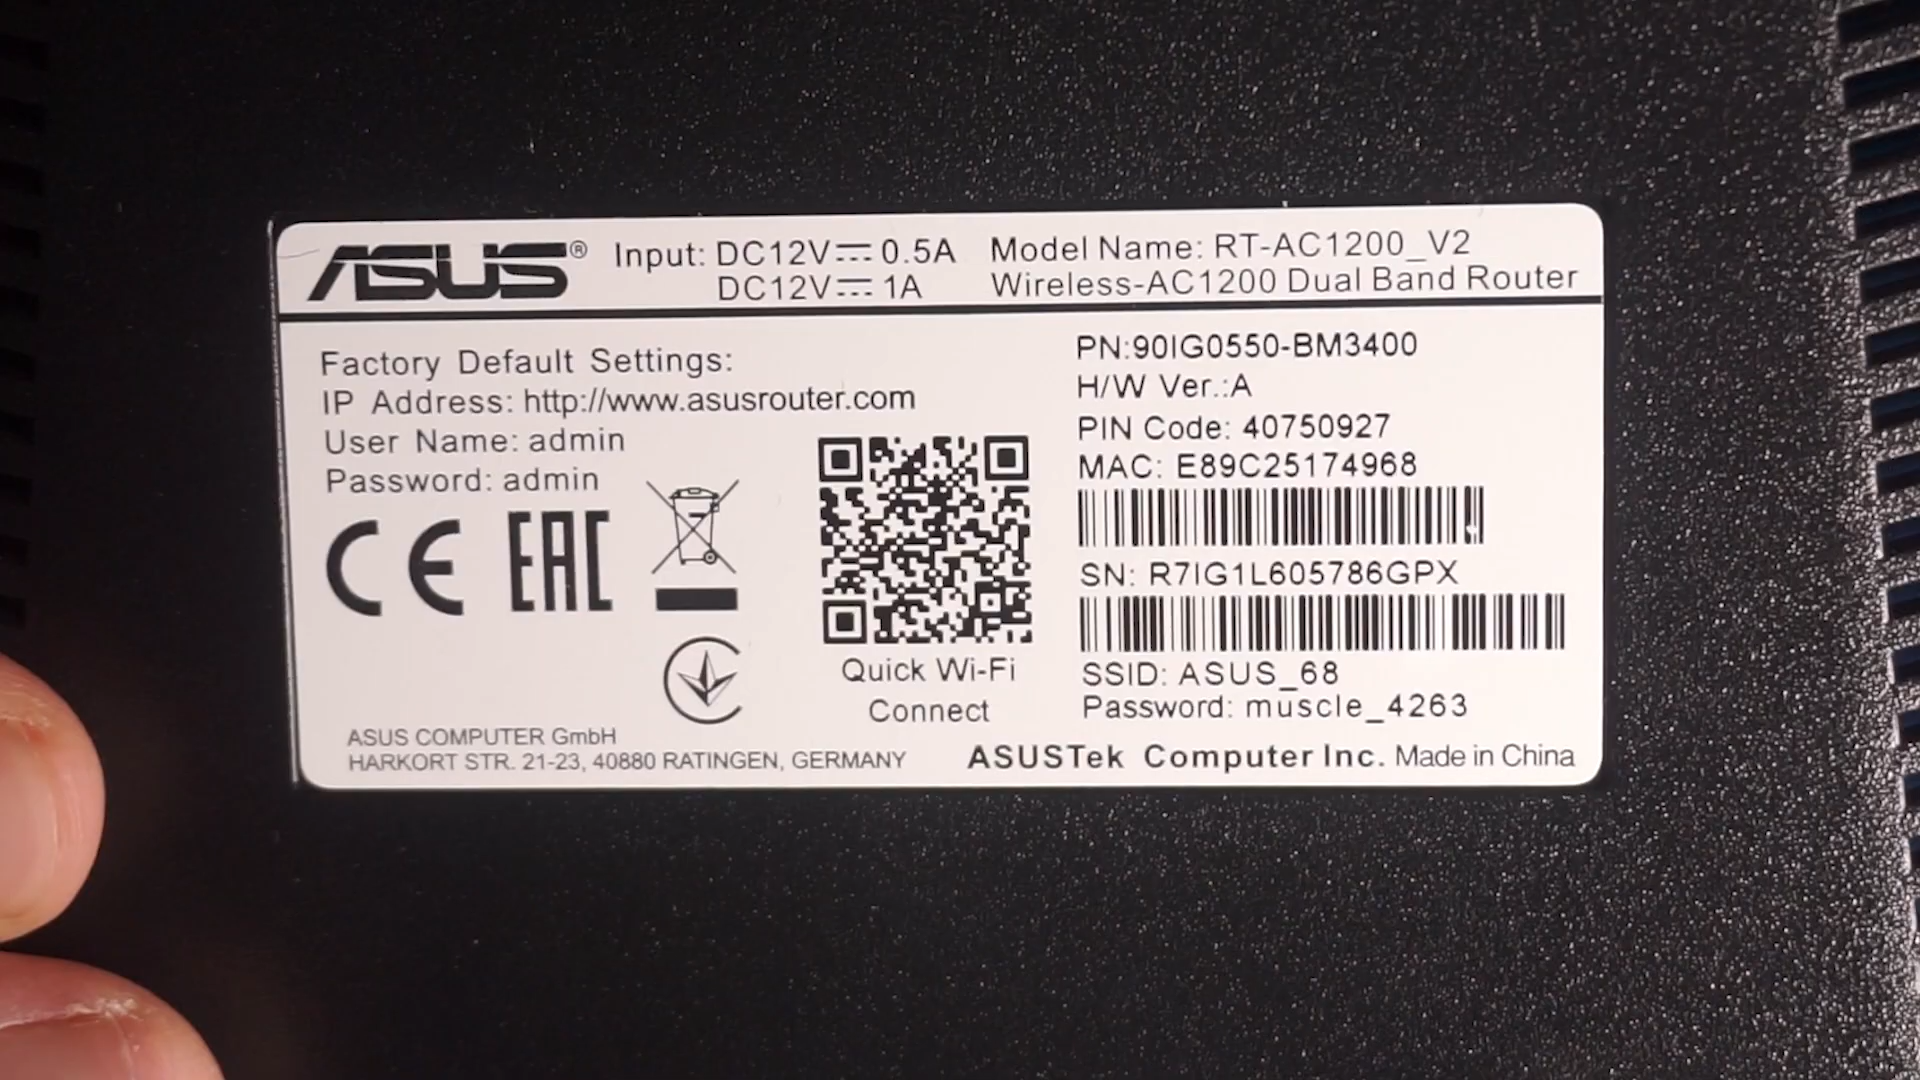 ASUS® Input: DC12V⎓0.5A Model Name: RT-AC1200_V2
DC12V⎓1A Wireless-AC1200 Dual Band Router
Factory Default Settings:
IP Address: http://www.asusrouter.com
User Name: admin
Password: admin
CE EAC
Quick Wi-Fi
Connect
PN:90IG0550-BM3400
H/W Ver.:A
PIN Code: 40750927
MAC: E89C25174968
SN: R7IG1L605786GPX
SSID: ASUS_68
Password: muscle_4263
ASUS COMPUTER GmbH
HARKORT STR. 21-23, 40880 RATINGEN, GERMANY
ASUSTek Computer Inc. Made in China